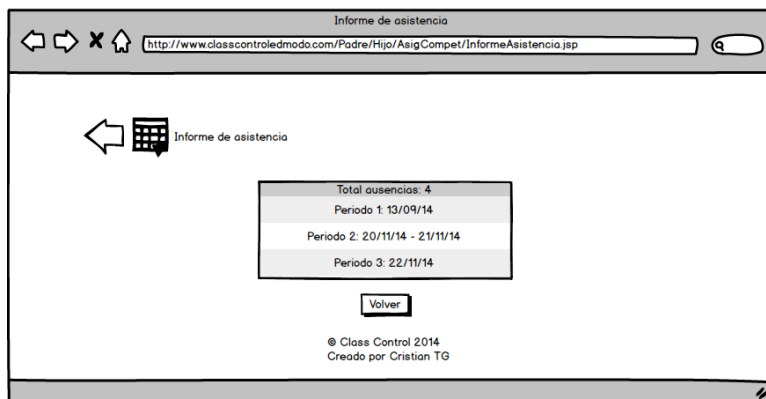 Informe de asistencia
http://www.classcontroledmodo.com/Padre/Hijo/AsigCompet/InformeAsistencia.jsp
Informe de asistencia
Total ausencias: 4
Periodo 1: 13/09/14
Periodo 2: 20/11/14 - 21/11/14
Periodo 3: 22/11/14
Volver
© Class Control 2014
Creado por Cristian TG